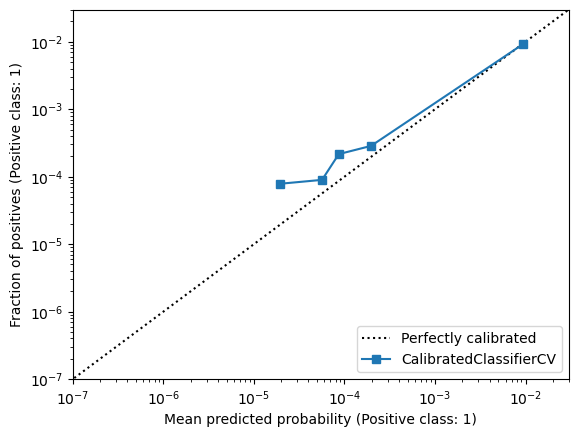 10⁻²
10⁻³
10⁻⁴
10⁻⁵
10⁻⁶
10⁻⁷
Fraction of positives (Positive class: 1)
Perfectly calibrated
CalibratedClassifierCV
10⁻⁷ 10⁻⁶ 10⁻⁵ 10⁻⁴ 10⁻³ 10⁻²
Mean predicted probability (Positive class: 1)